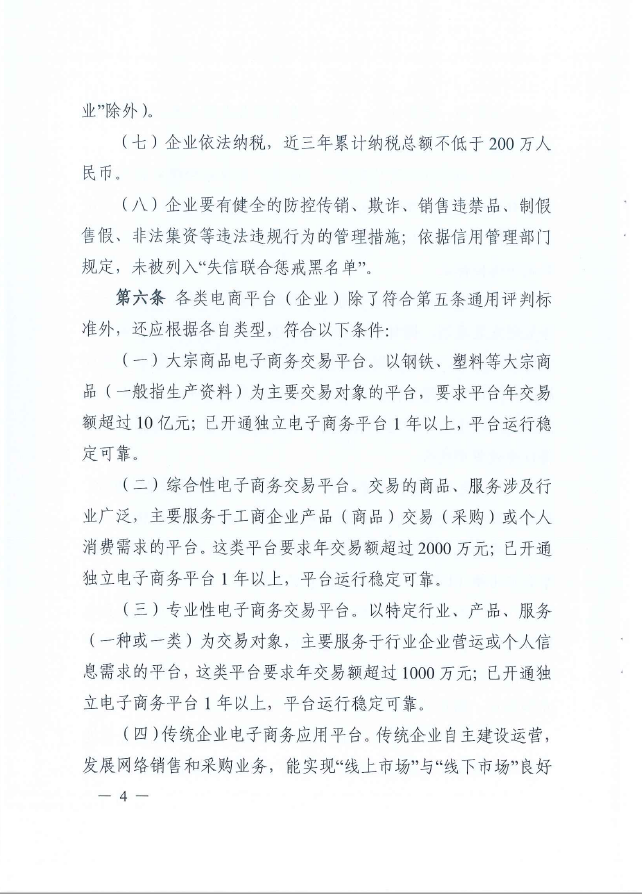 业”除外）。
（七）企业依法纳税，近三年累计纳税总额不低于 200 万人
民币。
（八）企业要有健全的防控传销、欺诈、销售违禁品、制假
售假、非法集资等违法违规行为的管理措施；依据信用管理部门
规定，未被列入“失信联合惩戒黑名单”。
第六条 各类电商平台（企业）除了符合第五条通用评判标
准外，还应根据各自类型，符合以下条件：
（一）大宗商品电子商务交易平台。以钢铁、塑料等大宗商
品（一般指生产资料）为主要交易对象的平台，要求平台年交易
额超过 10 亿元；已开通独立电子商务平台 1 年以上，平台运行稳
定可靠。
（二）综合性电子商务交易平台。交易的商品、服务涉及行
业广泛，主要服务于工商企业产品（商品）交易（采购）或个人
消费需求的平台。这类平台要求年交易额超过 2000 万元；已开通
独立电子商务平台 1 年以上，平台运行稳定可靠。
（三）专业性电子商务交易平台。以特定行业、产品、服务
（一种或一类）为交易对象，主要服务于行业企业营运或个人信
息需求的平台，这类平台要求年交易额超过 1000 万元；已开通独
立电子商务平台 1 年以上，平台运行稳定可靠。
（四）传统企业电子商务应用平台。传统企业自主建设运营，
发展网络销售和采购业务，能实现“线上市场”与“线下市场”良好
— 4 —